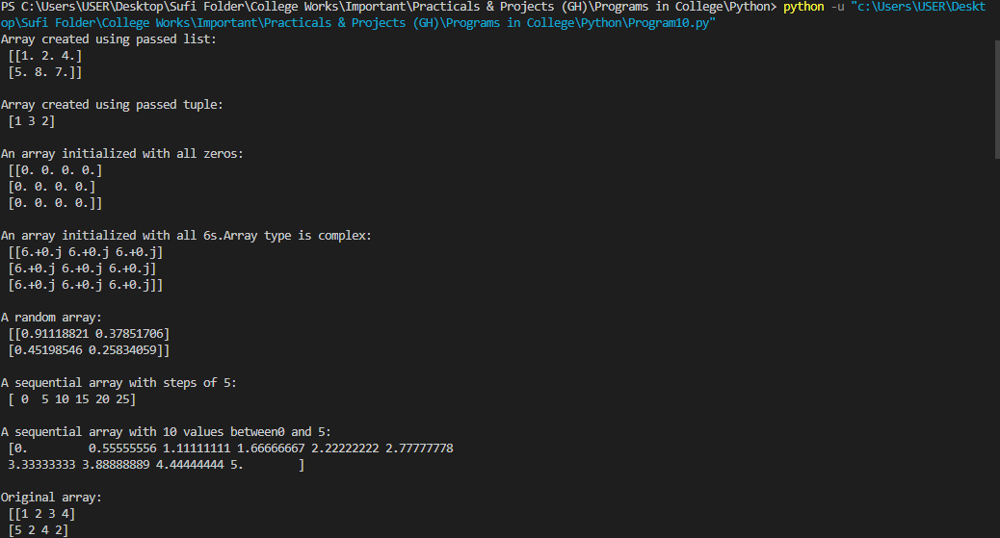 PS C:\Users\USER\Desktop\Sufi Folder\College Works\Important\Practicals & Projects (GH)\Programs in College\Python> python -u "c:\Users\USER\Deskt
op\Sufi Folder\College Works\Important\Practicals & Projects (GH)\Programs in College\Python\Program10.py"
Array created using passed list:
 [[1. 2. 4.]
 [5. 8. 7.]]

Array created using passed tuple:
 [1 3 2]

An array initialized with all zeros:
 [[0. 0. 0. 0.]
 [0. 0. 0. 0.]
 [0. 0. 0. 0.]]

An array initialized with all 6s.Array type is complex:
 [[6.+0.j 6.+0.j 6.+0.j]
 [6.+0.j 6.+0.j 6.+0.j]
 [6.+0.j 6.+0.j 6.+0.j]]

A random array:
 [[0.91118821 0.37851706]
 [0.45198546 0.25834059]]

A sequential array with steps of 5:
 [ 0  5 10 15 20 25]

A sequential array with 10 values between0 and 5:
 [0.         0.55555556 1.11111111 1.66666667 2.22222222 2.77777778
 3.33333333 3.88888889 4.44444444 5.        ]

Original array:
 [[1 2 3 4]
 [5 2 4 2]